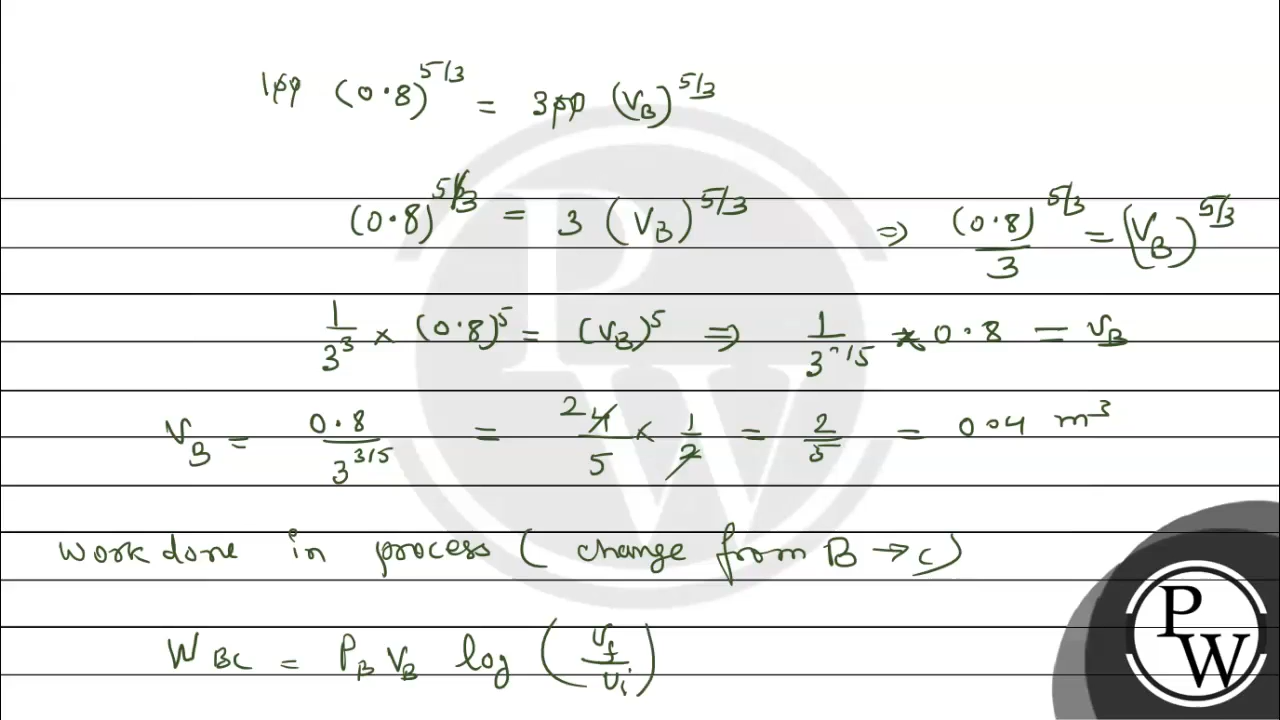 100 (0.8)^5/3 = 300 (V_B)^5/3
(0.8)^5/3 = 3 (V_B)^5/3 ⇒ (0.8)^5/3 / 3 = (V_B)^5/3
1/3^3 × (0.8)^5 = (V_B)^5 ⇒ 1/3^3/5 × 0.8 = V_B
V_B = 0.8/3^3/5 = 2 4/5 × 1/2 = 2/5 = 0.04 m^3
Work done in process ( change from B → C)
W_BC = P_B V_B log (V_f/V_i)
P
W
P
W